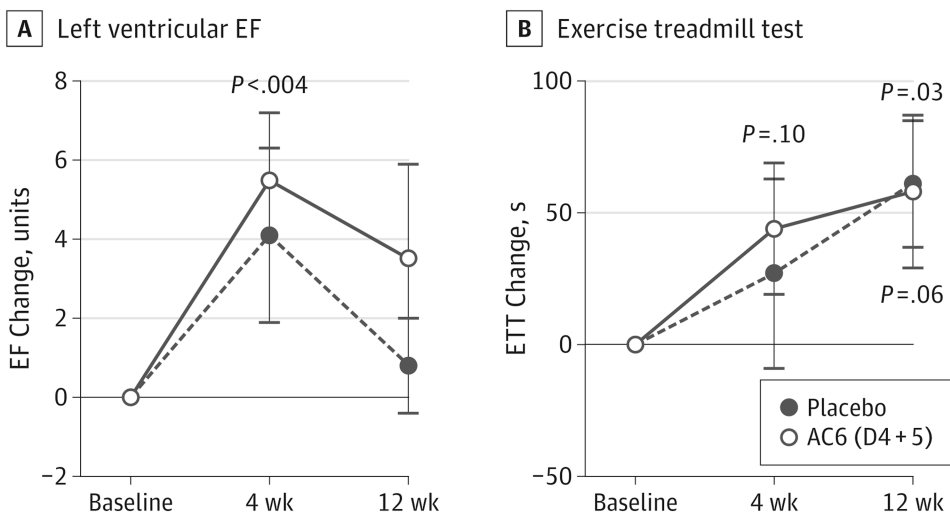 A Left ventricular EF
EF Change, units
8
6
4
2
0
−2
P<.004
Baseline
4 wk
12 wk
B Exercise treadmill test
ETT Change, s
100
50
0
−50
P=.10
P=.03
P=.06
Placebo
AC6 (D4+5)
Baseline
4 wk
12 wk